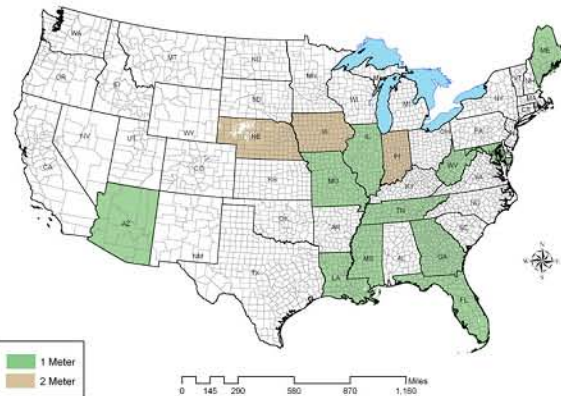 WA
MT
ND
MN
ME
OR
ID
SD
WI
MI
VT
NH
NY
WY
NE
IA
PA
NV
UT
CO
IL
OH
CA
KS
MO
KY
WV
VA
AZ
NM
OK
AR
TN
NC
SC
TX
LA
MS
AL
GA
FL
N
W
E
S
1 Meter
2 Meter
Miles
0 145 290 580 870 1,160